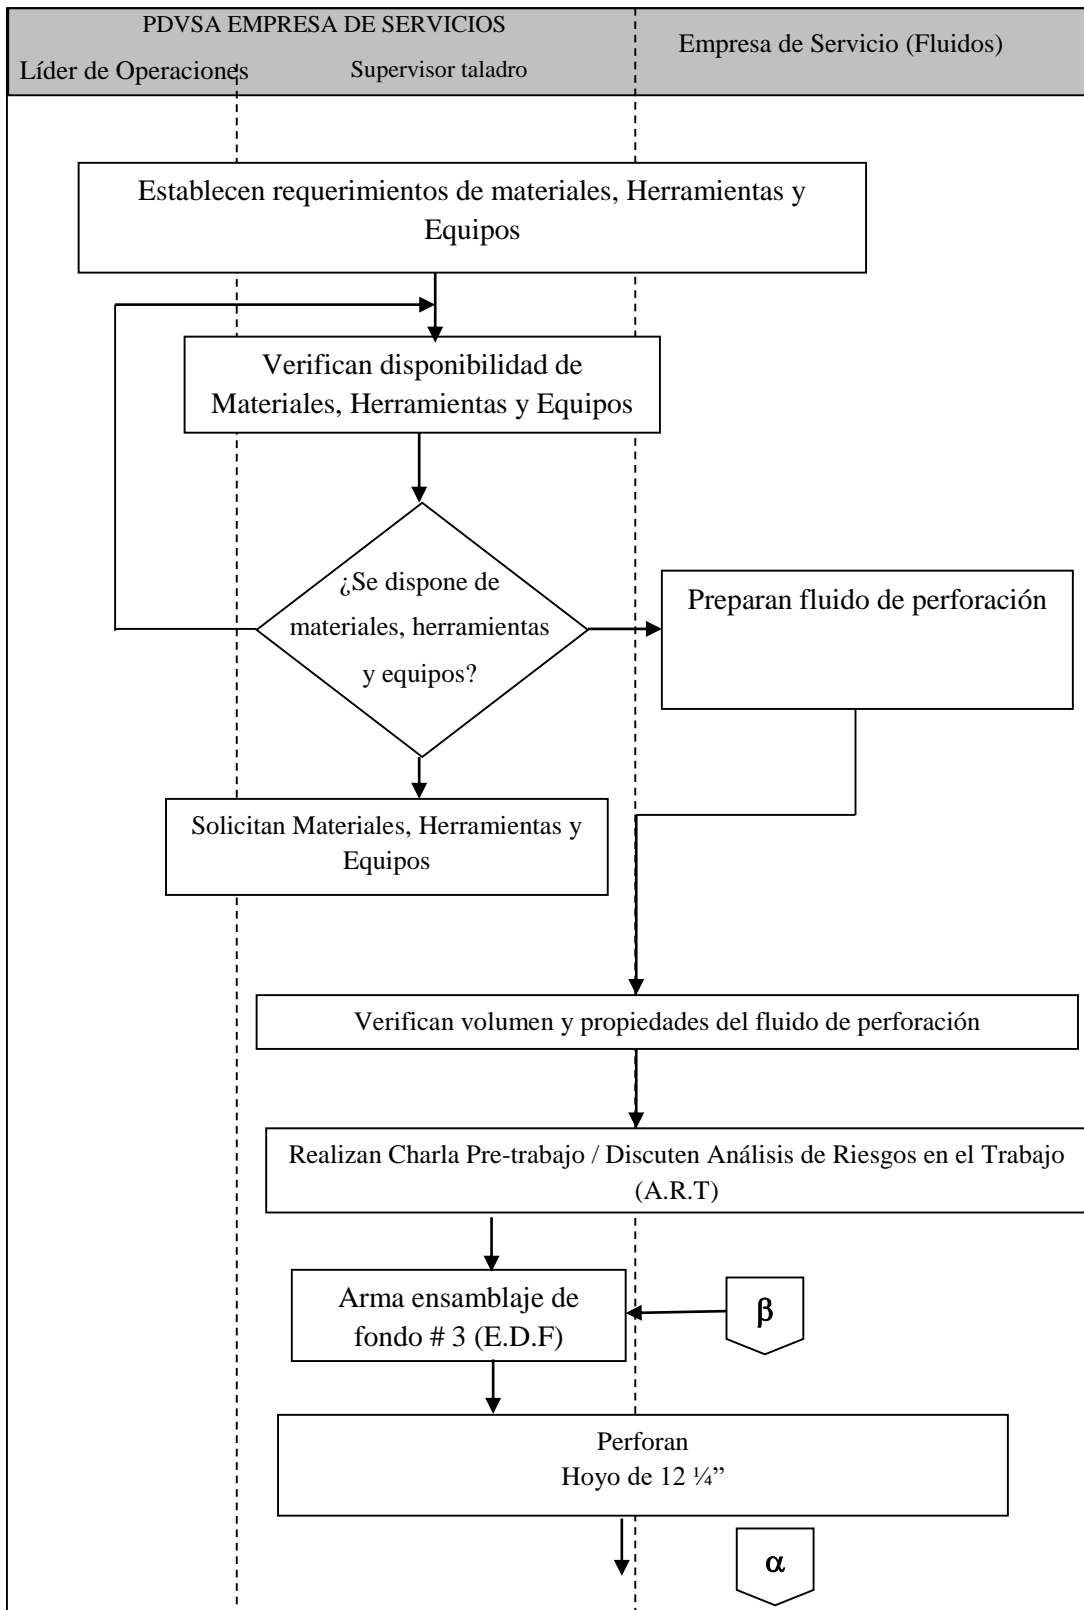 PDVSA EMPRESA DE SERVICIOS
Empresa de Servicio (Fluidos)
Líder de Operaciones
Supervisor taladro
Establecen requerimientos de materiales, Herramientas y
Equipos
Verifican disponibilidad de
Materiales, Herramientas y Equipos
¿Se dispone de
materiales, herramientas
y equipos?
Preparan fluido de perforación
Solicitan Materiales, Herramientas y
Equipos
Verifican volumen y propiedades del fluido de perforación
Realizan Charla Pre-trabajo / Discuten Análisis de Riesgos en el Trabajo
(A.R.T)
Arma ensamblaje de
fondo # 3 (E.D.F)
β
Perforan
Hoyo de 12 ¼”
α